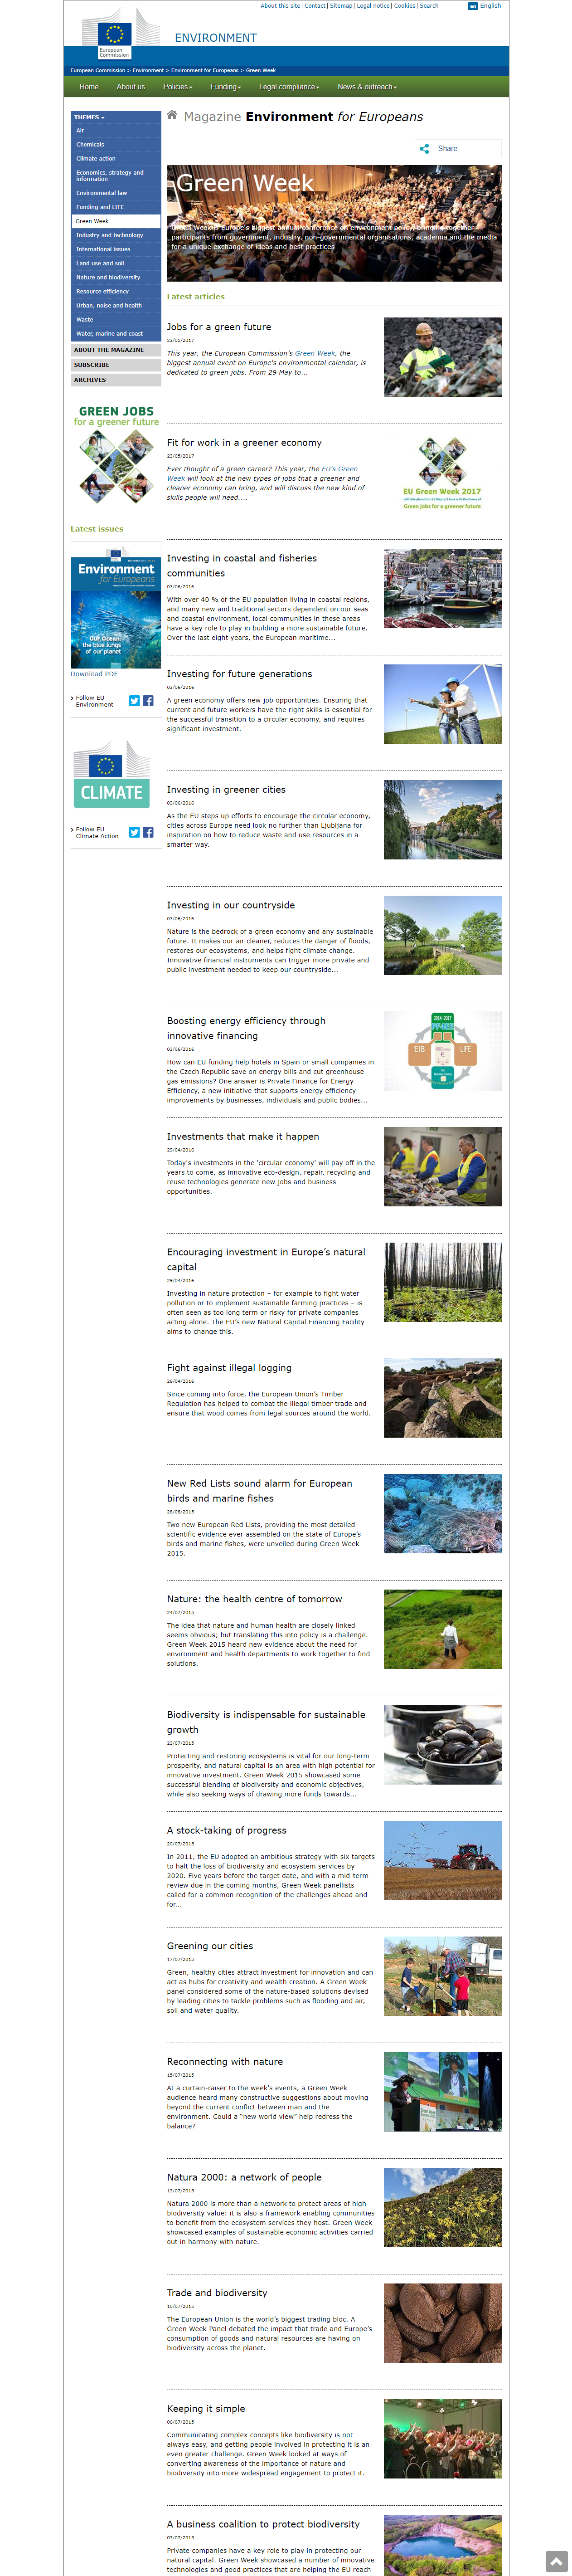 About this site | Contact | Sitemap | Legal notice | Cookies | Search
en English
European
Commission
ENVIRONMENT
European Commission > Environment > Environment for Europeans > Green Week
Home About us Policies Funding Legal compliance News & outreach
THEMES
Air
Chemicals
Climate action
Economics, strategy and
information
Environmental law
Funding and LIFE
Green Week
Industry and technology
International issues
Land use and soil
Nature and biodiversity
Resource efficiency
Urban, noise and health
Waste
Water, marine and coast
ABOUT THE MAGAZINE
SUBSCRIBE
ARCHIVES
GREEN JOBS
for a greener future
Latest issues
Environment
for Europeans
Our Ocean:
the blue kings
of our planet
Download PDF
Follow EU
Environment
CLIMATE
Follow EU
Climate Action
Magazine Environment for Europeans
Share
Green Week
Green Week is Europe's biggest annual conference on environment policy, bringing together
participants from government, industry, non-governmental organisations, academia and the media
for a unique exchange of ideas and best practices
Latest articles
Jobs for a green future
23/05/2017
This year, the European Commission's Green Week, the
biggest annual event on Europe's environmental calendar, is
dedicated to green jobs. From 29 May to...
Fit for work in a greener economy
23/05/2017
Ever thought of a green career? This year, the EU's Green
Week will look at the new types of jobs that a greener and
cleaner economy can bring, and will discuss the new kind of
skills people will need....
EU Green Week 2017
Green jobs for a greener future
Investing in coastal and fisheries
communities
03/06/2016
With over 40 % of the EU population living in coastal regions,
and many new and traditional sectors dependent on our seas
and coastal environment, local communities in these areas
have a key role to play in building a more sustainable future.
Over the last eight years, the European maritime...
Investing for future generations
03/06/2016
A green economy offers new job opportunities. Ensuring that
current and future workers have the right skills is essential for
the successful transition to a circular economy, and requires
significant investment.
Investing in greener cities
03/06/2016
As the EU steps up efforts to encourage the circular economy,
cities across Europe need look no further than Ljubljana for
inspiration on how to reduce waste and use resources in a
smarter way.
Investing in our countryside
03/06/2016
Nature is the bedrock of a green economy and any sustainable
future. It makes our air cleaner, reduces the danger of floods,
restores our ecosystems, and helps fight climate change.
Innovative financial instruments can trigger more private and
public investment needed to keep our countryside...
Boosting energy efficiency through
innovative financing
03/06/2016
How can EU funding help hotels in Spain or small companies in
the Czech Republic save on energy bills and cut greenhouse
gas emissions? One answer is Private Finance for Energy
Efficiency, a new initiative that supports energy efficiency
improvements by businesses, individuals and public bodies...
2014-2017
PF4EE
EIB
LIFE
Investments that make it happen
29/04/2016
Today's investments in the 'circular economy' will pay off in the
years to come, as innovative eco-design, repair, recycling and
reuse technologies generate new jobs and business
opportunities.
Encouraging investment in Europe's natural
capital
29/04/2016
Investing in nature protection – for example to fight water
pollution or to implement sustainable farming practices – is
often seen as too long term or risky for private companies
acting alone. The EU's new Natural Capital Financing Facility
aims to change this.
Fight against illegal logging
26/04/2016
Since coming into force, the European Union's Timber
Regulation has helped to combat the illegal timber trade and
ensure that wood comes from legal sources around the world.
New Red Lists sound alarm for European
birds and marine fishes
28/08/2015
Two new European Red Lists, providing the most detailed
scientific evidence ever assembled on the state of Europe's
birds and marine fishes, were unveiled during Green Week
2015.
Nature: the health centre of tomorrow
24/07/2015
The idea that nature and human health are closely linked
seems obvious; but translating this into policy is a challenge.
Green Week 2015 heard new evidence about the need for
environment and health departments to work together to find
solutions.
Biodiversity is indispensable for sustainable
growth
23/07/2015
Protecting and restoring ecosystems is vital for our long-term
prosperity, and natural capital is an area with high potential for
innovative investment. Green Week 2015 showcased some
successful blending of biodiversity and economic objectives,
while also seeking ways of drawing more funds towards...
A stock-taking of progress
20/07/2015
In 2011, the EU adopted an ambitious strategy with six targets
to halt the loss of biodiversity and ecosystem services by
2020. Five years before the target date, and with a mid-term
review due in the coming months, Green Week panellists
called for a common recognition of the challenges ahead and
for...
Greening our cities
17/07/2015
Green, healthy cities attract investment for innovation and can
act as hubs for creativity and wealth creation. A Green Week
panel considered some of the nature-based solutions devised
by leading cities to tackle problems such as flooding and air,
soil and water quality.
Reconnecting with nature
15/07/2015
At a curtain-raiser to the week's events, a Green Week
audience heard many constructive suggestions about moving
beyond the current conflict between man and the
environment. Could a "new world view" help redress the
balance?
Natura 2000: a network of people
13/07/2015
Natura 2000 is more than a network to protect areas of high
biodiversity value: it is also a framework enabling communities
to benefit from the ecosystem services they host. Green Week
showcased examples of sustainable economic activities carried
out in harmony with nature.
Trade and biodiversity
10/07/2015
The European Union is the world's biggest trading bloc. A
Green Week Panel debated the impact that trade and Europe's
consumption of goods and natural resources are having on
biodiversity across the planet.
Keeping it simple
06/07/2015
Communicating complex concepts like biodiversity is not
always easy, and getting people involved in protecting it is an
even greater challenge. Green Week looked at ways of
converting awareness of the importance of nature and
biodiversity into more widespread engagement to protect it.
A business coalition to protect biodiversity
03/07/2015
Private companies have a key role to play in protecting our
natural capital. Green Week showcased a number of innovative
technologies and good practices that are helping the EU reach